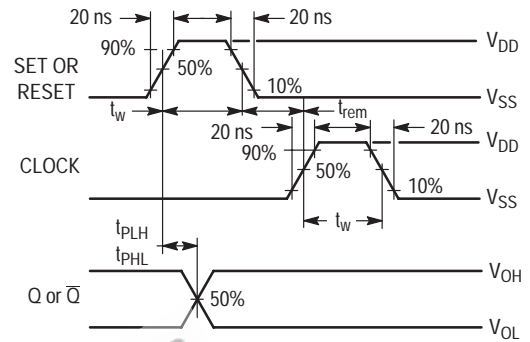 20 ns
20 ns
90%
V_DD
SET OR
RESET
50%
10%
V_SS
t_w
t_rem
20 ns
20 ns
90%
V_DD
CLOCK
50%
10%
V_SS
t_w
t_PLH
t_PHL
V_OH
Q or Q̅
50%
V_OL